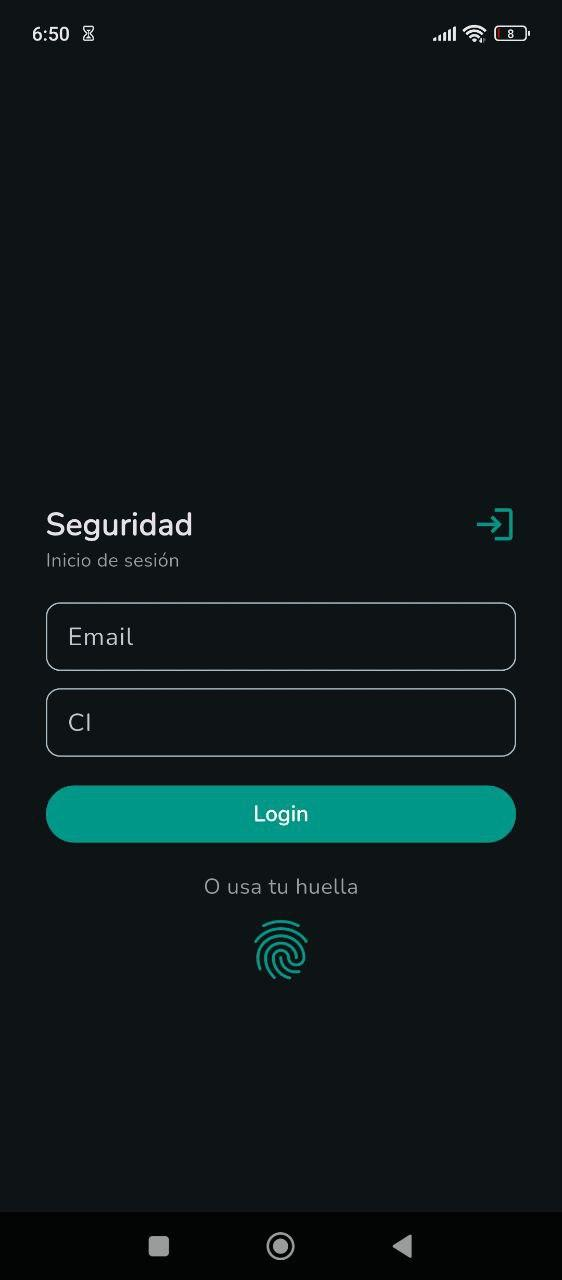 6:50
8
Seguridad
Inicio de sesión
Email
CI
Login
O usa tu huella